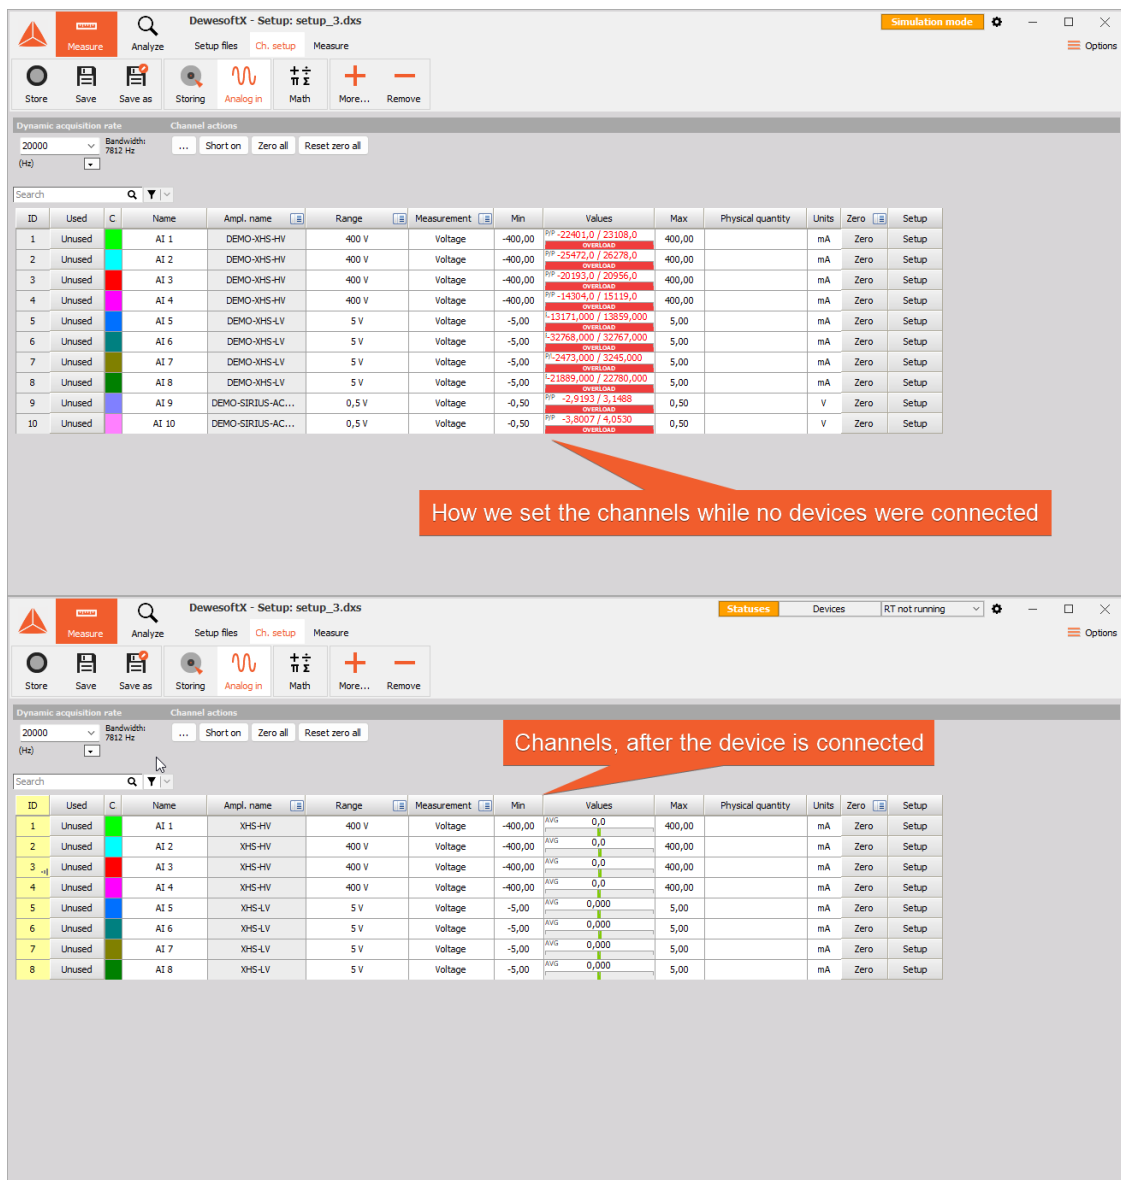 DewesoftX - Setup: setup_3.dxs
Simulation mode
Measure Analyze Setup files Ch. setup Measure Options
Store Save Save as Storing Analog in Math More... Remove
Dynamic acquisition rate Channel actions
20000 Bandwidth: 7812 Hz ... Short on Zero all Reset zero all
(Hz)
Search
ID Used C Name Ampl. name Range Measurement Min Values Max Physical quantity Units Zero Setup
1 Unused AI 1 DEMO-XHS-HV 400 V Voltage -400,00 P/P -22401,0 / 23108,0 OVERLOAD 400,00 mA Zero Setup
2 Unused AI 2 DEMO-XHS-HV 400 V Voltage -400,00 P/P -25472,0 / 26278,0 OVERLOAD 400,00 mA Zero Setup
3 Unused AI 3 DEMO-XHS-HV 400 V Voltage -400,00 P/P -20193,0 / 20956,0 OVERLOAD 400,00 mA Zero Setup
4 Unused AI 4 DEMO-XHS-HV 400 V Voltage -400,00 P/P -14304,0 / 15119,0 OVERLOAD 400,00 mA Zero Setup
5 Unused AI 5 DEMO-XHS-LV 5 V Voltage -5,00 -13171,000 / 13859,000 OVERLOAD 5,00 mA Zero Setup
6 Unused AI 6 DEMO-XHS-LV 5 V Voltage -5,00 -32768,000 / 32767,000 OVERLOAD 5,00 mA Zero Setup
7 Unused AI 7 DEMO-XHS-LV 5 V Voltage -5,00 P/ -2473,000 / 3245,000 OVERLOAD 5,00 mA Zero Setup
8 Unused AI 8 DEMO-XHS-LV 5 V Voltage -5,00 -21889,000 / 22780,000 OVERLOAD 5,00 mA Zero Setup
9 Unused AI 9 DEMO-SIRIUS-AC... 0,5 V Voltage -0,50 P/P -2,9193 / 3,1488 OVERLOAD 0,50 V Zero Setup
10 Unused AI 10 DEMO-SIRIUS-AC... 0,5 V Voltage -0,50 P/P -3,8007 / 4,0530 OVERLOAD 0,50 V Zero Setup
How we set the channels while no devices were connected
DewesoftX - Setup: setup_3.dxs
Statuses Devices RT not running
Measure Analyze Setup files Ch. setup Measure Options
Store Save Save as Storing Analog in Math More... Remove
Dynamic acquisition rate Channel actions
20000 Bandwidth: 7812 Hz ... Short on Zero all Reset zero all
(Hz)
Channels, after the device is connected
Search
ID Used C Name Ampl. name Range Measurement Min Values Max Physical quantity Units Zero Setup
1 Unused AI 1 XHS-HV 400 V Voltage -400,00 AVG 0,0 400,00 mA Zero Setup
2 Unused AI 2 XHS-HV 400 V Voltage -400,00 AVG 0,0 400,00 mA Zero Setup
3 Unused AI 3 XHS-HV 400 V Voltage -400,00 AVG 0,0 400,00 mA Zero Setup
4 Unused AI 4 XHS-HV 400 V Voltage -400,00 AVG 0,0 400,00 mA Zero Setup
5 Unused AI 5 XHS-LV 5 V Voltage -5,00 AVG 0,000 5,00 mA Zero Setup
6 Unused AI 6 XHS-LV 5 V Voltage -5,00 AVG 0,000 5,00 mA Zero Setup
7 Unused AI 7 XHS-LV 5 V Voltage -5,00 AVG 0,000 5,00 mA Zero Setup
8 Unused AI 8 XHS-LV 5 V Voltage -5,00 AVG 0,000 5,00 mA Zero Setup